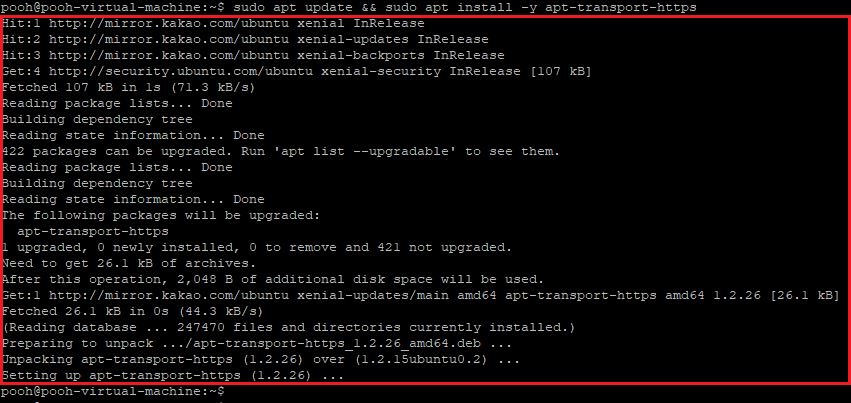 pooh@pooh-virtual-machine:~$ sudo apt update && sudo apt install -y apt-transport-https
Hit:1 http://mirror.kakao.com/ubuntu xenial InRelease
Hit:2 http://mirror.kakao.com/ubuntu xenial-updates InRelease
Hit:3 http://mirror.kakao.com/ubuntu xenial-backports InRelease
Get:4 http://security.ubuntu.com/ubuntu xenial-security InRelease [107 kB]
Fetched 107 kB in 1s (71.3 kB/s)
Reading package lists... Done
Building dependency tree
Reading state information... Done
422 packages can be upgraded. Run 'apt list --upgradable' to see them.
Reading package lists... Done
Building dependency tree
Reading state information... Done
The following packages will be upgraded:
  apt-transport-https
1 upgraded, 0 newly installed, 0 to remove and 421 not upgraded.
Need to get 26.1 kB of archives.
After this operation, 2,048 B of additional disk space will be used.
Get:1 http://mirror.kakao.com/ubuntu xenial-updates/main amd64 apt-transport-https amd64 1.2.26 [26.1 kB]
Fetched 26.1 kB in 0s (44.3 kB/s)
(Reading database ... 247470 files and directories currently installed.)
Preparing to unpack .../apt-transport-https_1.2.26_amd64.deb ...
Unpacking apt-transport-https (1.2.26) over (1.2.15ubuntu0.2) ...
Setting up apt-transport-https (1.2.26) ...
pooh@pooh-virtual-machine:~$